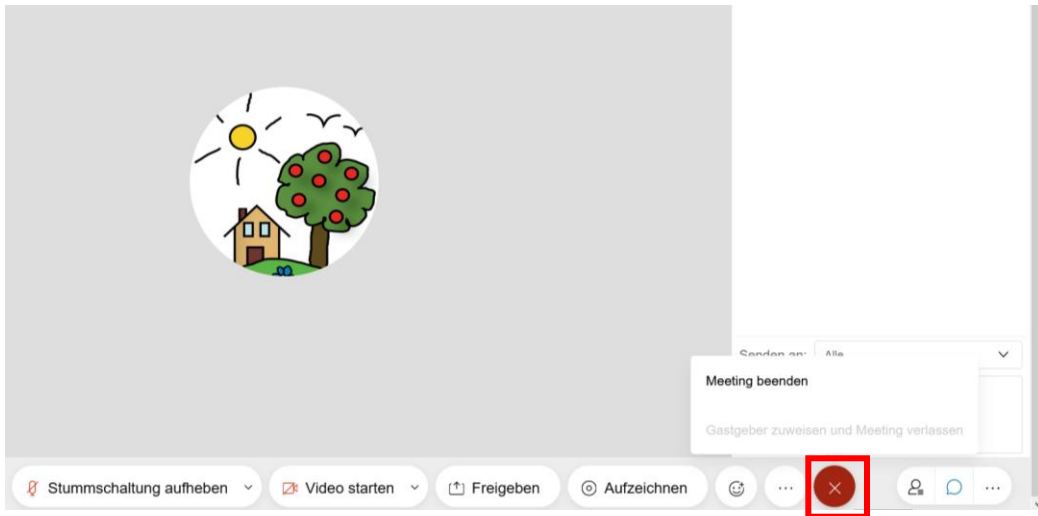 Senden an: Alle
Meeting beenden
Gastgeber zuweisen und Meeting verlassen
Stummschaltung aufheben Video starten Freigeben Aufzeichnen